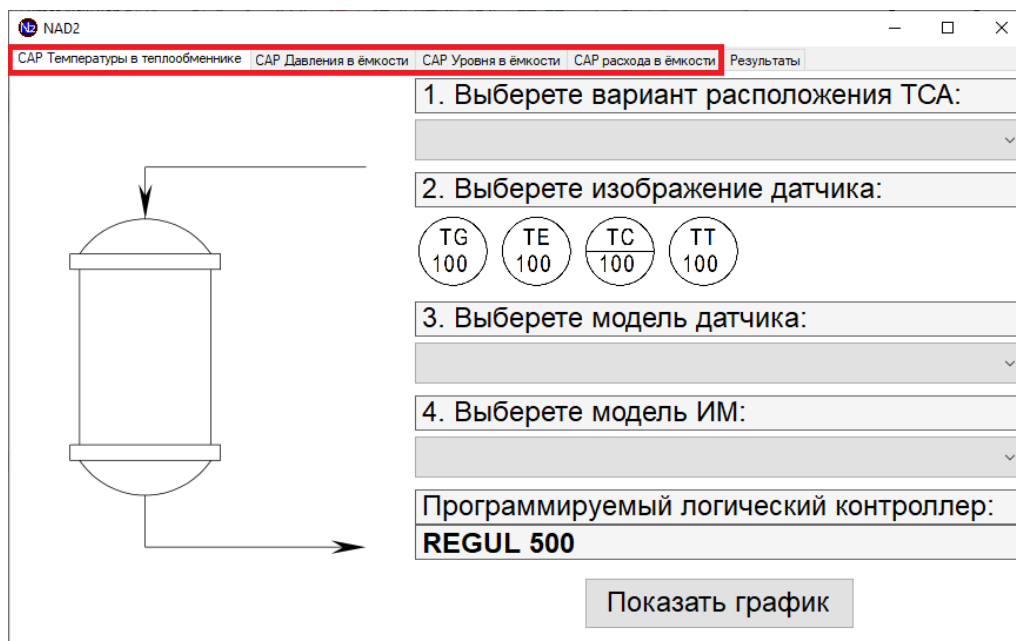 NAD2
САР Температуры в теплообменнике САР Давления в ёмкости САР Уровня в ёмкости САР расхода в ёмкости Результаты
1. Выберете вариант расположения ТСА:
2. Выберете изображение датчика:
TG TE TC TT
100 100 100 100
3. Выберете модель датчика:
4. Выберете модель ИМ:
Программируемый логический контроллер:
REGUL 500
Показать график